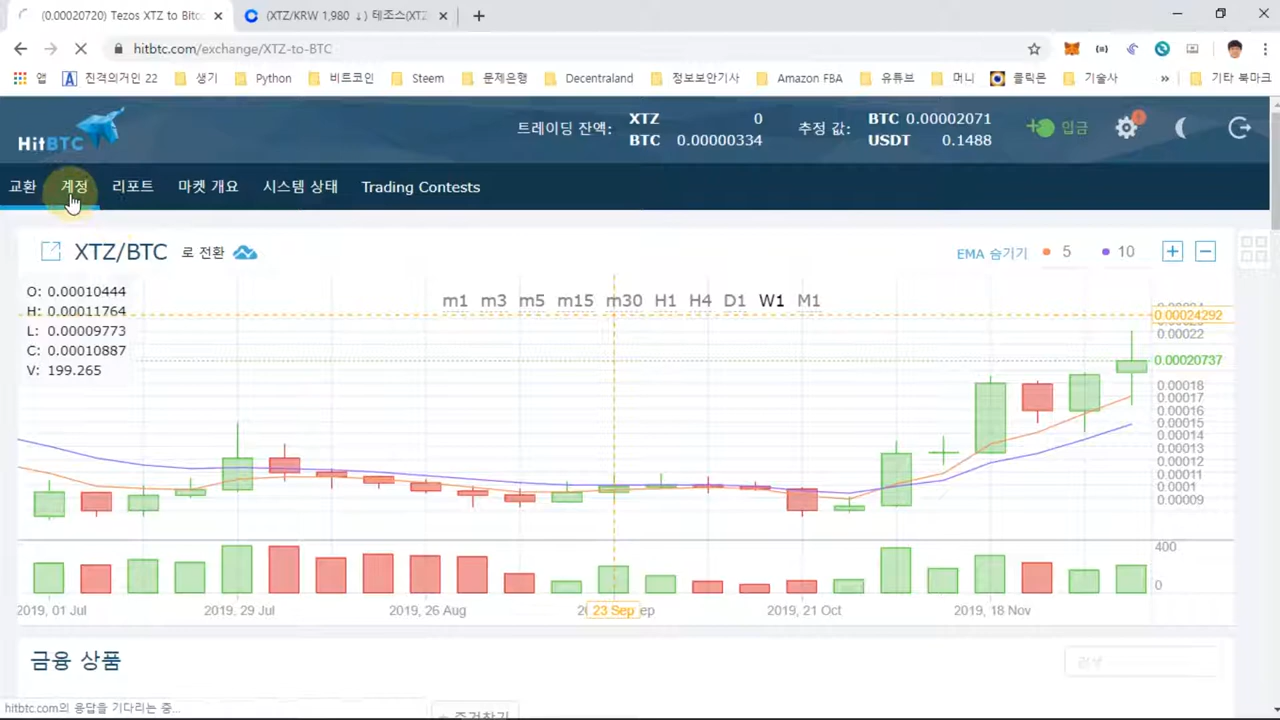 (0.00020720) Tezos XTZ to Bitc
(XTZ/KRW 1,980 ↓) 테조스(XTZ
hitbtc.com/exchange/XTZ-to-BTC
앱 진격의거인 22 생기 Python 비트코인 Steem 문제은행 Decentraland 정보보안기사 Amazon FBA 유튜브 머니 클릭몬 기술사 » 기타 북마크
HitBTC
트레이딩 잔액: XTZ 0 추정 값: BTC 0.00002071 입금
BTC 0.00000334 USDT 0.1488
교환 계정 리포트 마켓 개요 시스템 상태 Trading Contests
XTZ/BTC 로 전환 EMA 숨기기 5 10
O: 0.00010444
H: 0.00011764
L: 0.00009773
C: 0.00010887
V: 199.265
m1 m3 m5 m15 m30 H1 H4 D1 W1 M1
0.00024292
0.00022
0.00020737
0.00018
0.00017
0.00016
0.00015
0.00014
0.00013
0.00012
0.00011
0.0001
0.00009
400
0
2019, 01 Jul 2019, 29 Jul 2019, 26 Aug 23 Sep 2019, 21 Oct 2019, 18 Nov
금융 상품
hitbtc.com의 응답을 기다리는 중...